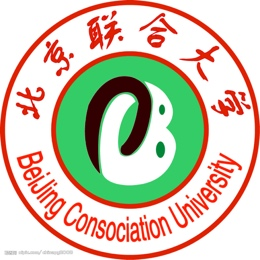 北京联合大学
BeiJing Consociation University